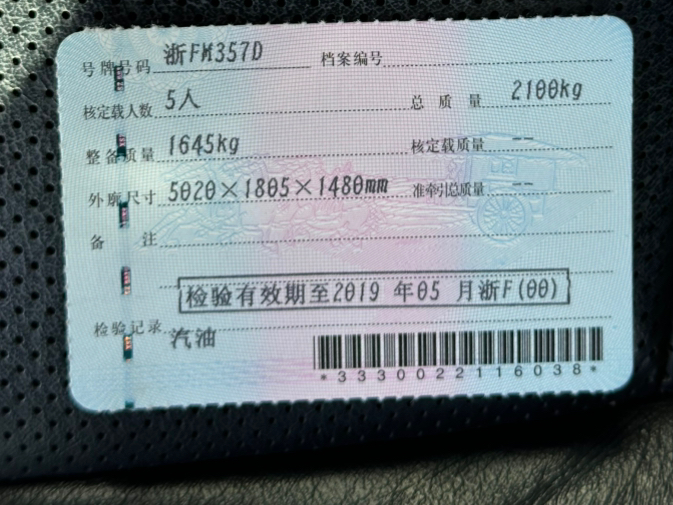 号牌号码 浙FM357D 档案编号
核定载人数 5人 总质量 2100kg
整备质量 1645kg 核定载质量 --
外廓尺寸 5020×1805×1480mm 准牵引总质量 --
备注
检验有效期至2019 年05 月浙F(00)
检验记录 汽油
*3330022116038*